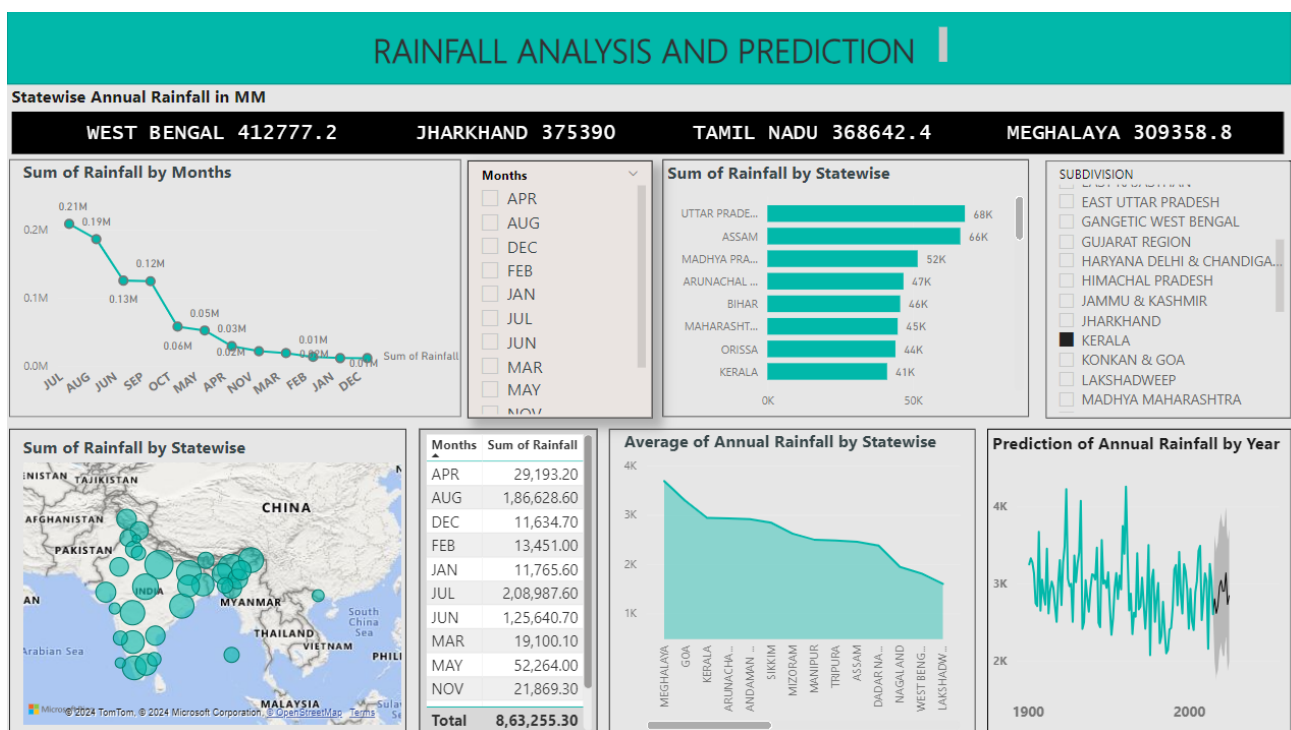 RAINFALL ANALYSIS AND PREDICTION
Statewise Annual Rainfall in MM
WEST BENGAL 412777.2 JHARKHAND 375390 TAMIL NADU 368642.4 MEGHALAYA 309358.8
Sum of Rainfall by Months
0.2M
0.1M
0.0M
0.21M
0.19M
0.13M
0.12M
0.06M
0.05M
0.03M
0.02M
0.01M
0.01M
Sum of Rainfall
JUL AUG JUN SEP OCT MAY APR NOV MAR FEB JAN DEC
Months
APR
AUG
DEC
FEB
JAN
JUL
JUN
MAR
MAY
NOV
Sum of Rainfall by Statewise
UTTAR PRADE... 68K
ASSAM 66K
MADHYA PRA... 52K
ARUNACHAL ... 47K
BIHAR 46K
MAHARASHT... 45K
ORISSA 44K
KERALA 41K
0K 50K
SUBDIVISION
EAST UTTAR PRADESH
GANGETIC WEST BENGAL
GUJARAT REGION
HARYANA DELHI & CHANDIGA...
HIMACHAL PRADESH
JAMMU & KASHMIR
JHARKHAND
KERALA
KONKAN & GOA
LAKSHADWEEP
MADHYA MAHARASHTRA
Sum of Rainfall by Statewise
ENISTAN TAJIKISTAN
CHINA
AFGHANISTAN
PAKISTAN
INDIA
AN
MYANMAR
South
China
Sea
THAILAND
VIETNAM
Arabian Sea
PHILI
MALAYSIA
Sulu
Se
© 2024 TomTom, © 2024 Microsoft Corporation, © OpenStreetMap Terms
Months Sum of Rainfall
APR 29,193.20
AUG 1,86,628.60
DEC 11,634.70
FEB 13,451.00
JAN 11,765.60
JUL 2,08,987.60
JUN 1,25,640.70
MAR 19,100.10
MAY 52,264.00
NOV 21,869.30
Total 8,63,255.30
Average of Annual Rainfall by Statewise
4K
3K
2K
1K
MEGHALAYA
GOA
KERALA
ARUNACHA...
ANDAMAN ...
SIKKIM
MIZORAM
MANIPUR
TRIPURA
ASSAM
DADAR NA...
NAGALAND
WEST BENG...
LAKSHADW...
Prediction of Annual Rainfall by Year
4K
3K
2K
1900 2000